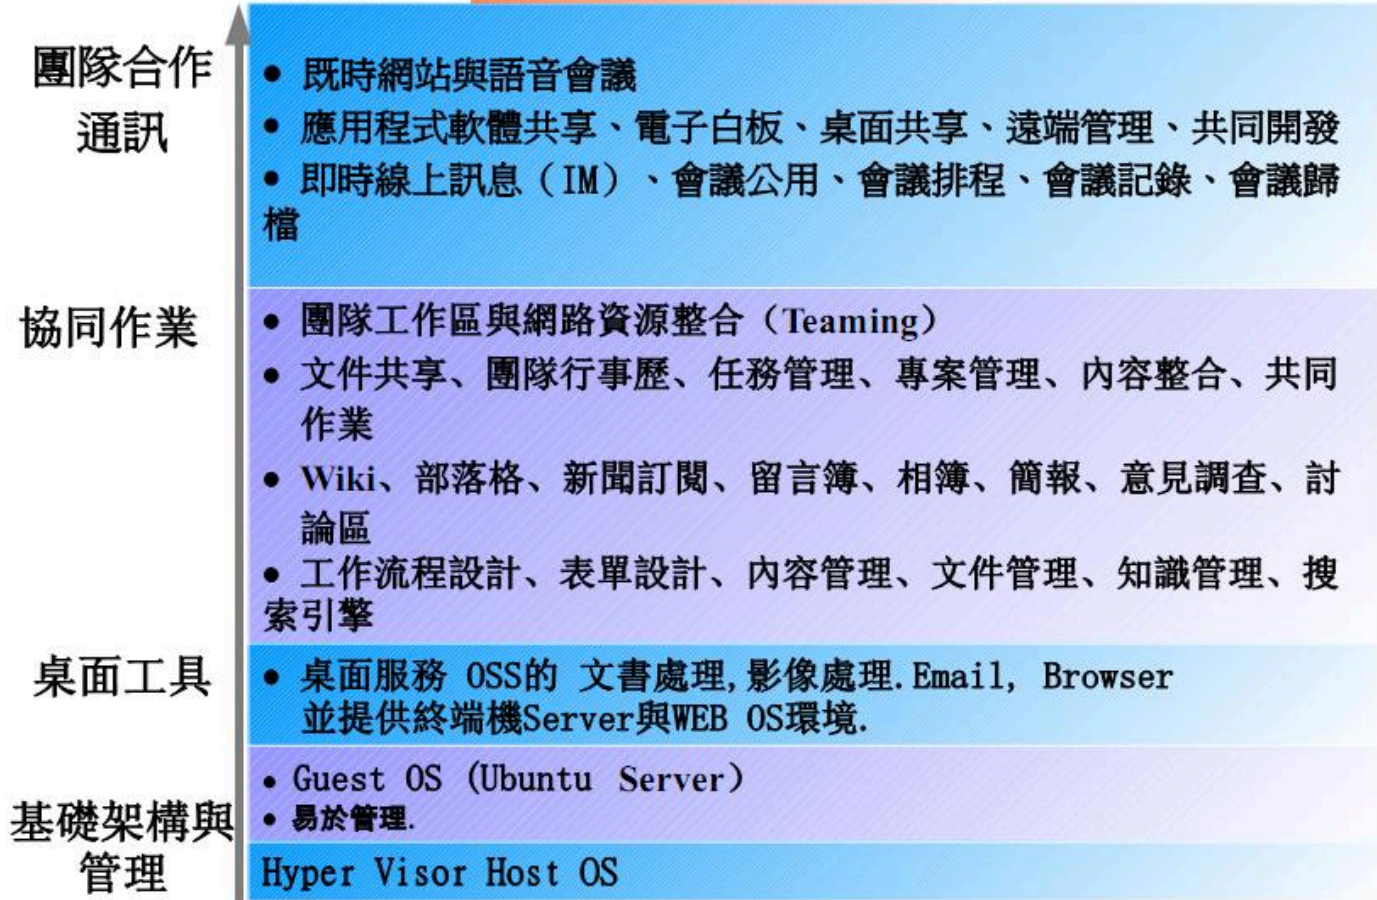 團隊合作
通訊
● 既時網站與語音會議
● 應用程式軟體共享、電子白板、桌面共享、遠端管理、共同開發
● 即時線上訊息（IM）、會議公用、會議排程、會議記錄、會議歸
檔
協同作業
● 團隊工作區與網路資源整合（Teaming）
● 文件共享、團隊行事歷、任務管理、專案管理、內容整合、共同
作業
● Wiki、部落格、新聞訂閱、留言簿、相簿、簡報、意見調查、討
論區
● 工作流程設計、表單設計、內容管理、文件管理、知識管理、搜
索引擎
桌面工具
● 桌面服務 OSS的 文書處理,影像處理.Email, Browser
並提供終端機Server與WEB OS環境.
基礎架構與
管理
● Guest OS (Ubuntu Server)
● 易於管理.
Hyper Visor Host OS